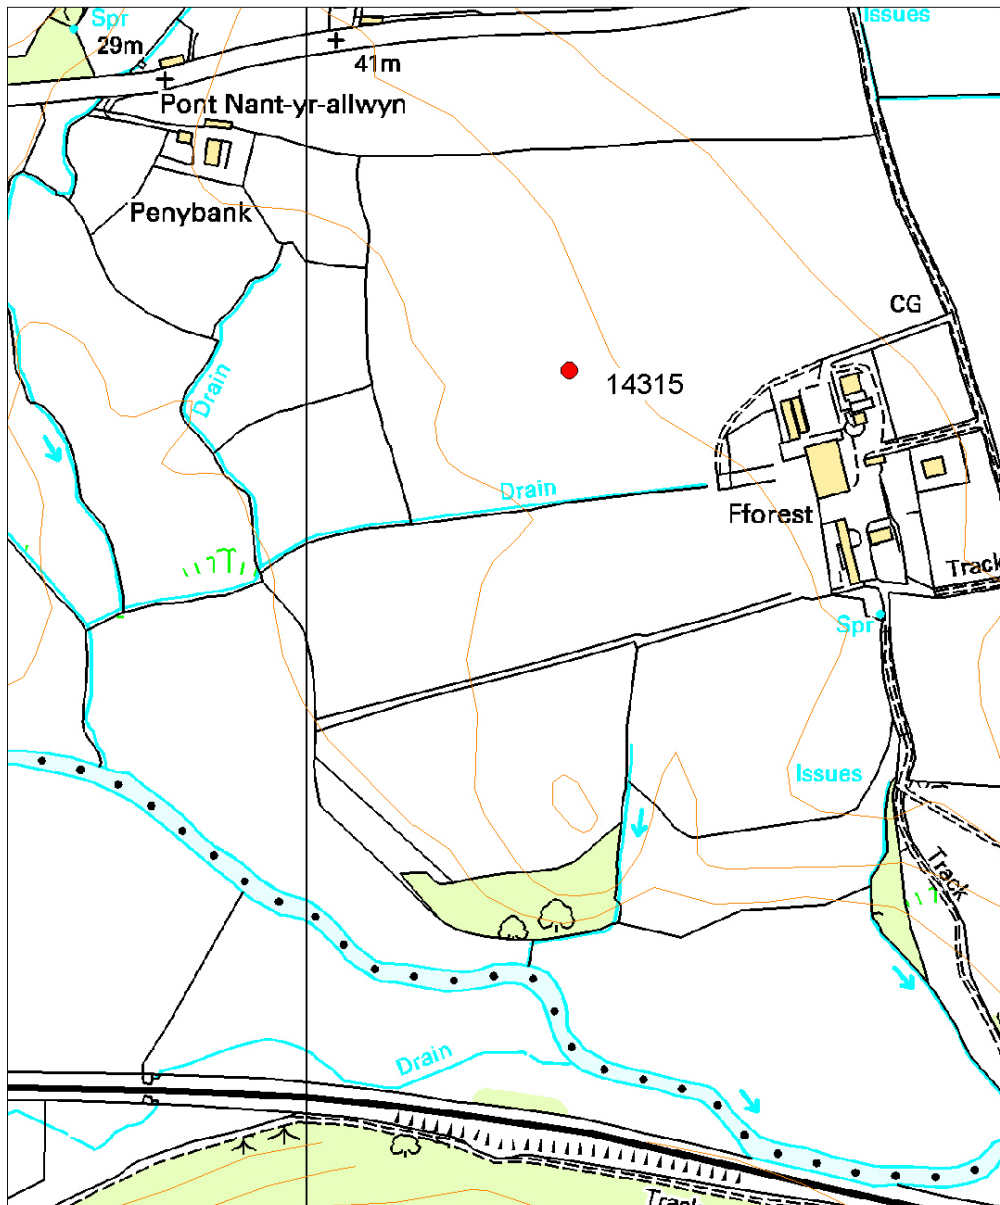 Spr
Issues
29m
41m
Pont Nant-yr-allwyn
Penybank
CG
14315
Drain
Drain
Fforest
Track
Spr
Issues
Track
Drain